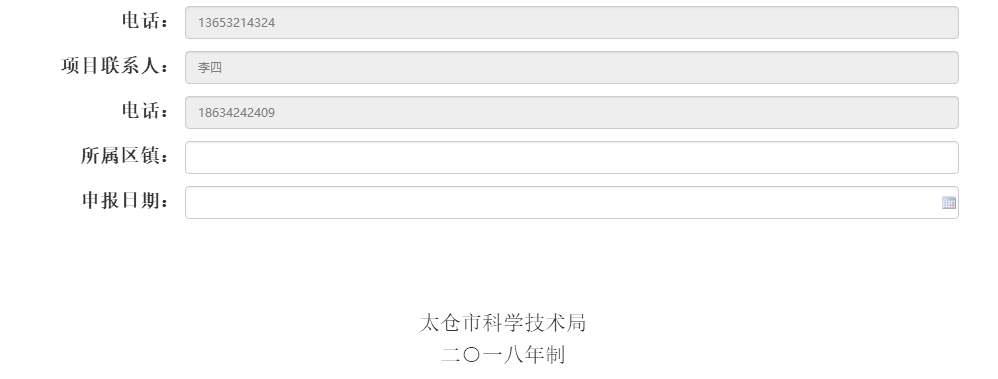 电话： 13653214324
项目联系人： 李四
电话： 18634242409
所属区镇：
申报日期：
太仓市科学技术局
二〇一八年制